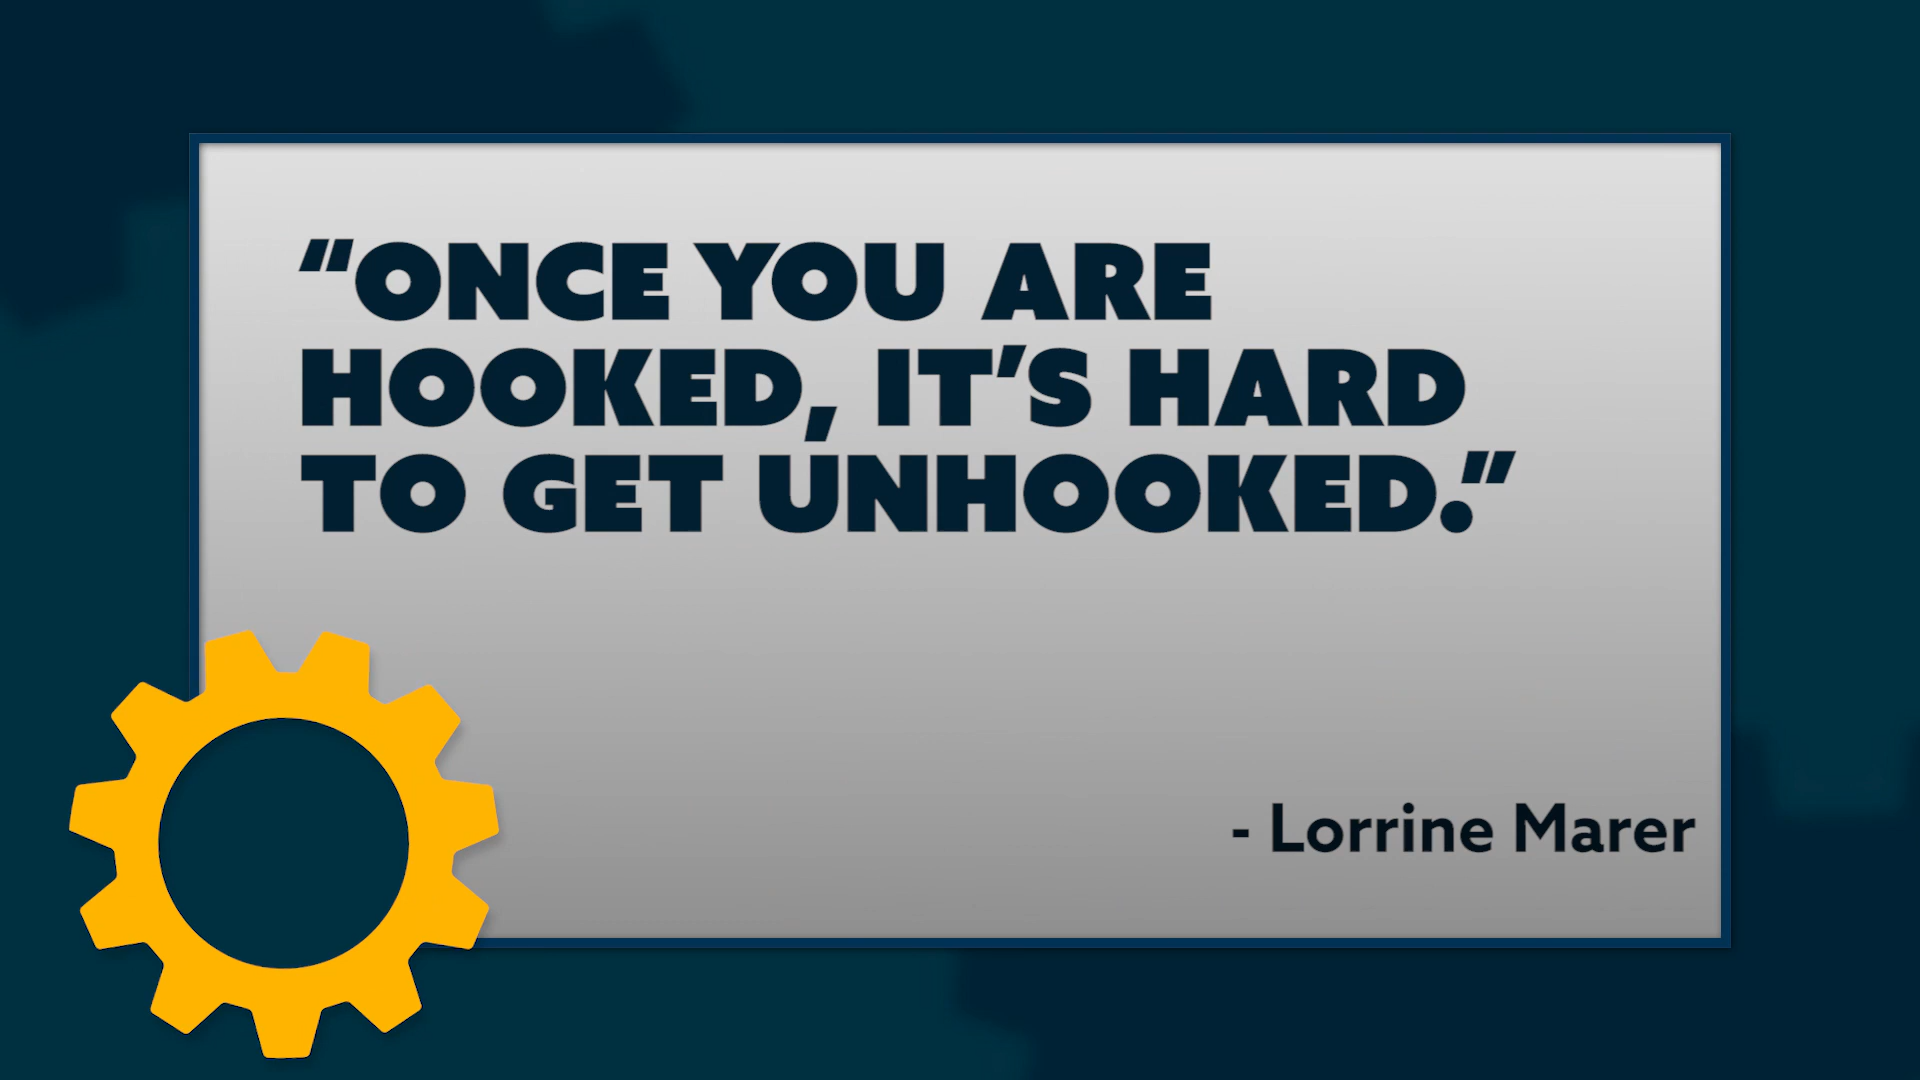 “ONCE YOU ARE
HOOKED, IT’S HARD
TO GET UNHOOKED.”
- Lorrine Marer